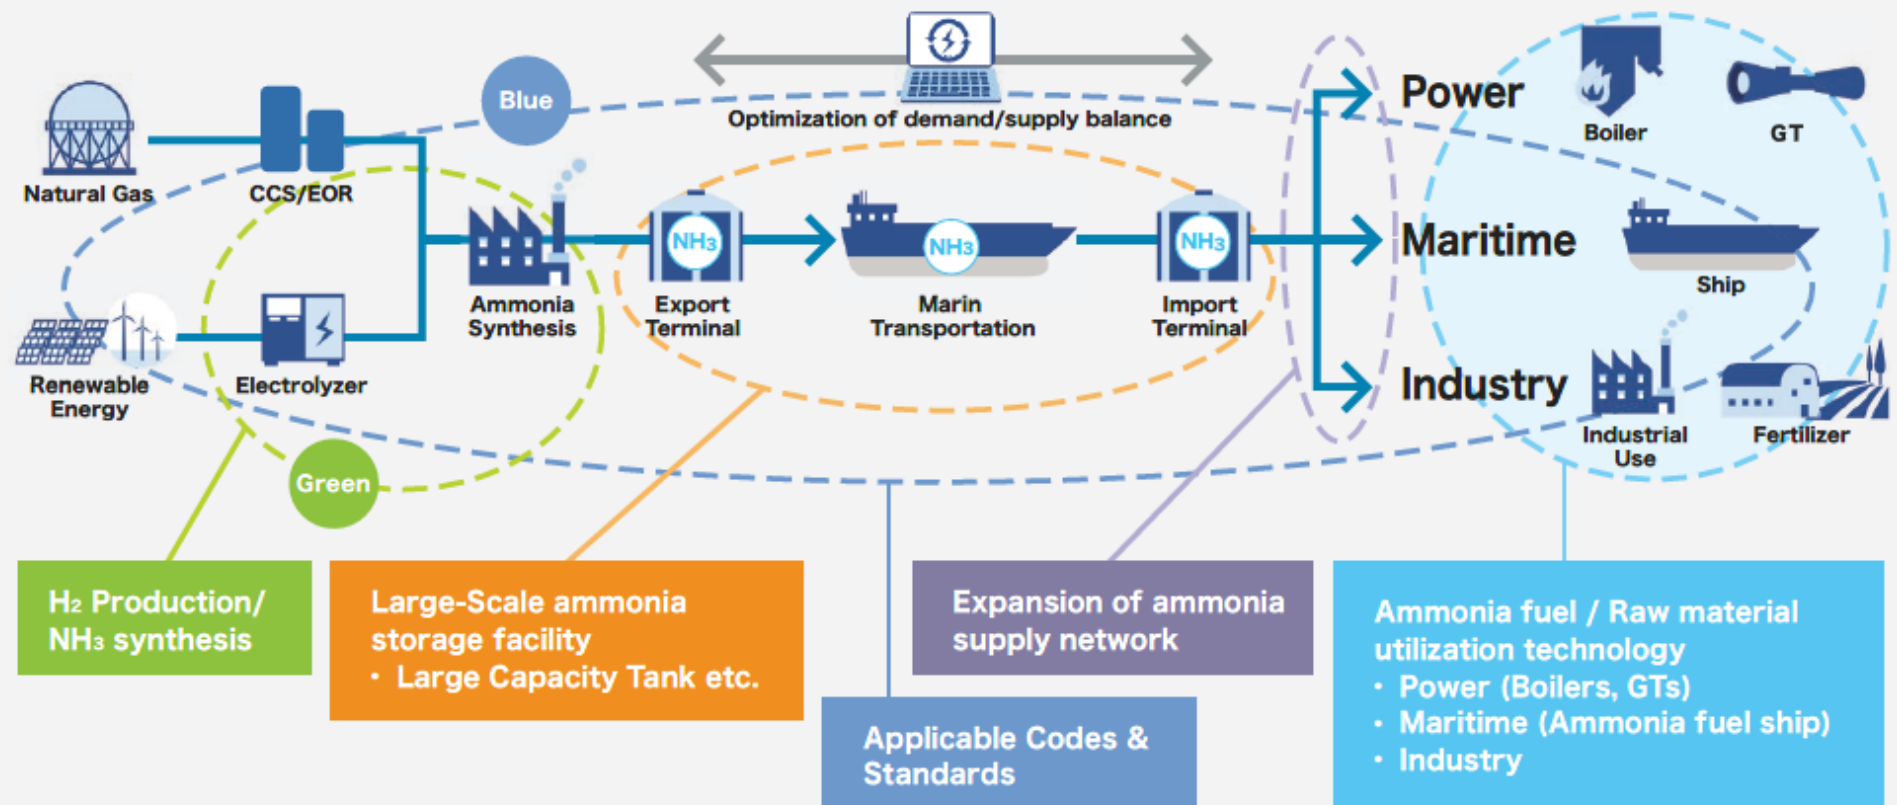 Blue
Optimization of demand/supply balance
Natural Gas
CCS/EOR
Renewable
Energy
Electrolyzer
Green
Ammonia
Synthesis
NH3
Export
Terminal
NH3
Marin
Transportation
NH3
Import
Terminal
Power
Boiler
GT
Maritime
Ship
Industry
Industrial
Use
Fertilizer
H2 Production/
NH3 synthesis
Large-Scale ammonia
storage facility
• Large Capacity Tank etc.
Applicable Codes &
Standards
Expansion of ammonia
supply network
Ammonia fuel / Raw material
utilization technology
• Power (Boilers, GTs)
• Maritime (Ammonia fuel ship)
• Industry